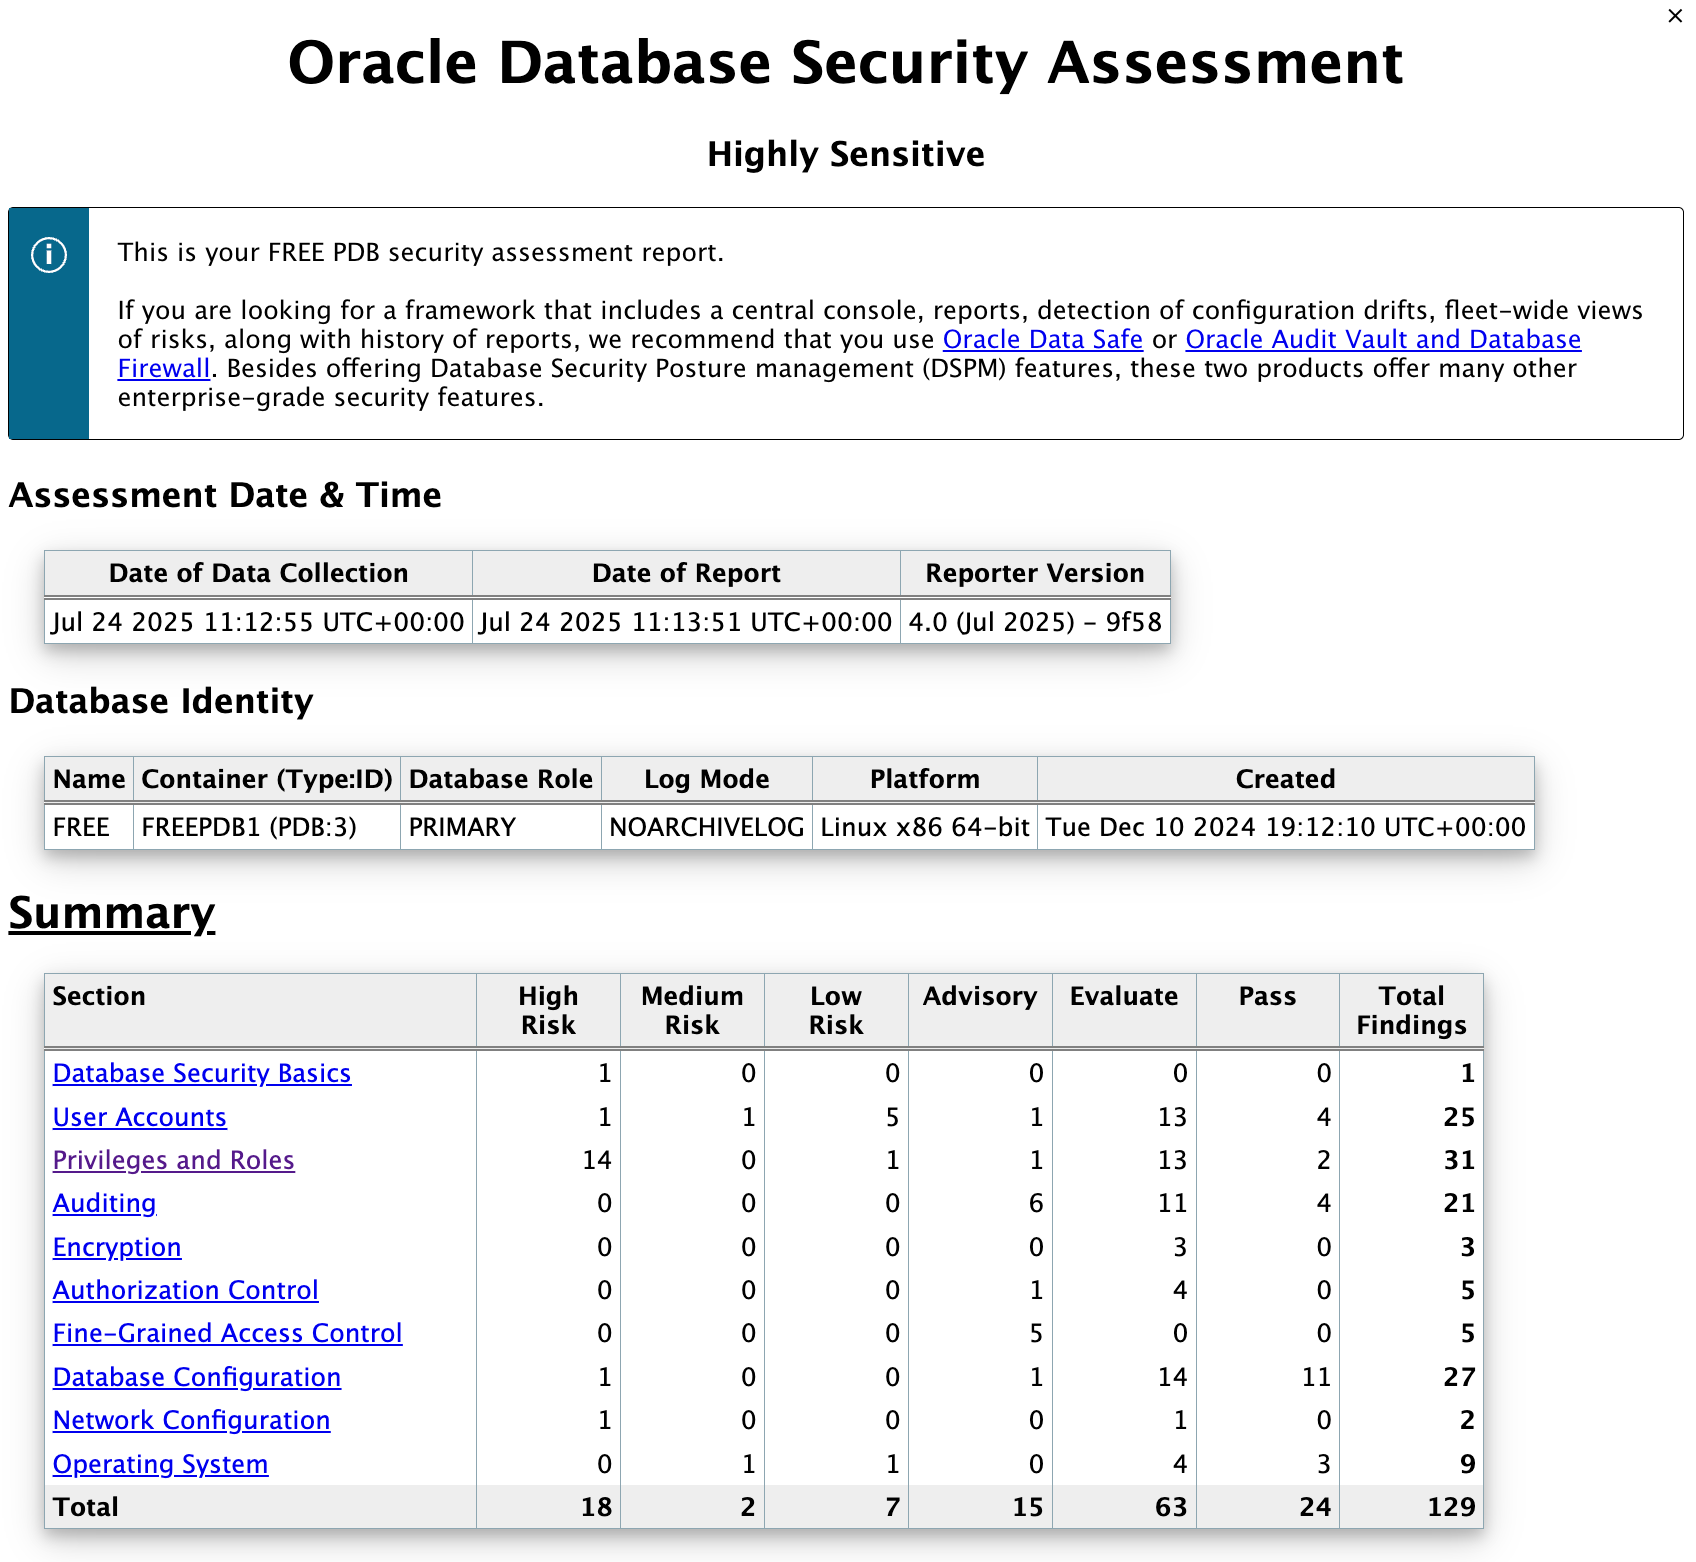 ×
Oracle Database Security Assessment
Highly Sensitive
This is your FREE PDB security assessment report.
If you are looking for a framework that includes a central console, reports, detection of configuration drifts, fleet-wide views
of risks, along with history of reports, we recommend that you use Oracle Data Safe or Oracle Audit Vault and Database
Firewall. Besides offering Database Security Posture management (DSPM) features, these two products offer many other
enterprise-grade security features.
Assessment Date & Time
Date of Data Collection Date of Report Reporter Version
Jul 24 2025 11:12:55 UTC+00:00 Jul 24 2025 11:13:51 UTC+00:00 4.0 (Jul 2025) - 9f58
Database Identity
Name Container (Type:ID) Database Role Log Mode Platform Created
FREE FREEPDB1 (PDB:3) PRIMARY NOARCHIVELOG Linux x86 64-bit Tue Dec 10 2024 19:12:10 UTC+00:00
Summary
Section High Risk Medium Risk Low Risk Advisory Evaluate Pass Total Findings
Database Security Basics 1 0 0 0 0 0 1
User Accounts 1 1 5 1 13 4 25
Privileges and Roles 14 0 1 1 13 2 31
Auditing 0 0 0 6 11 4 21
Encryption 0 0 0 0 3 0 3
Authorization Control 0 0 0 1 4 0 5
Fine-Grained Access Control 0 0 0 5 0 0 5
Database Configuration 1 0 0 1 14 11 27
Network Configuration 1 0 0 0 1 0 2
Operating System 0 1 1 0 4 3 9
Total 18 2 7 15 63 24 129